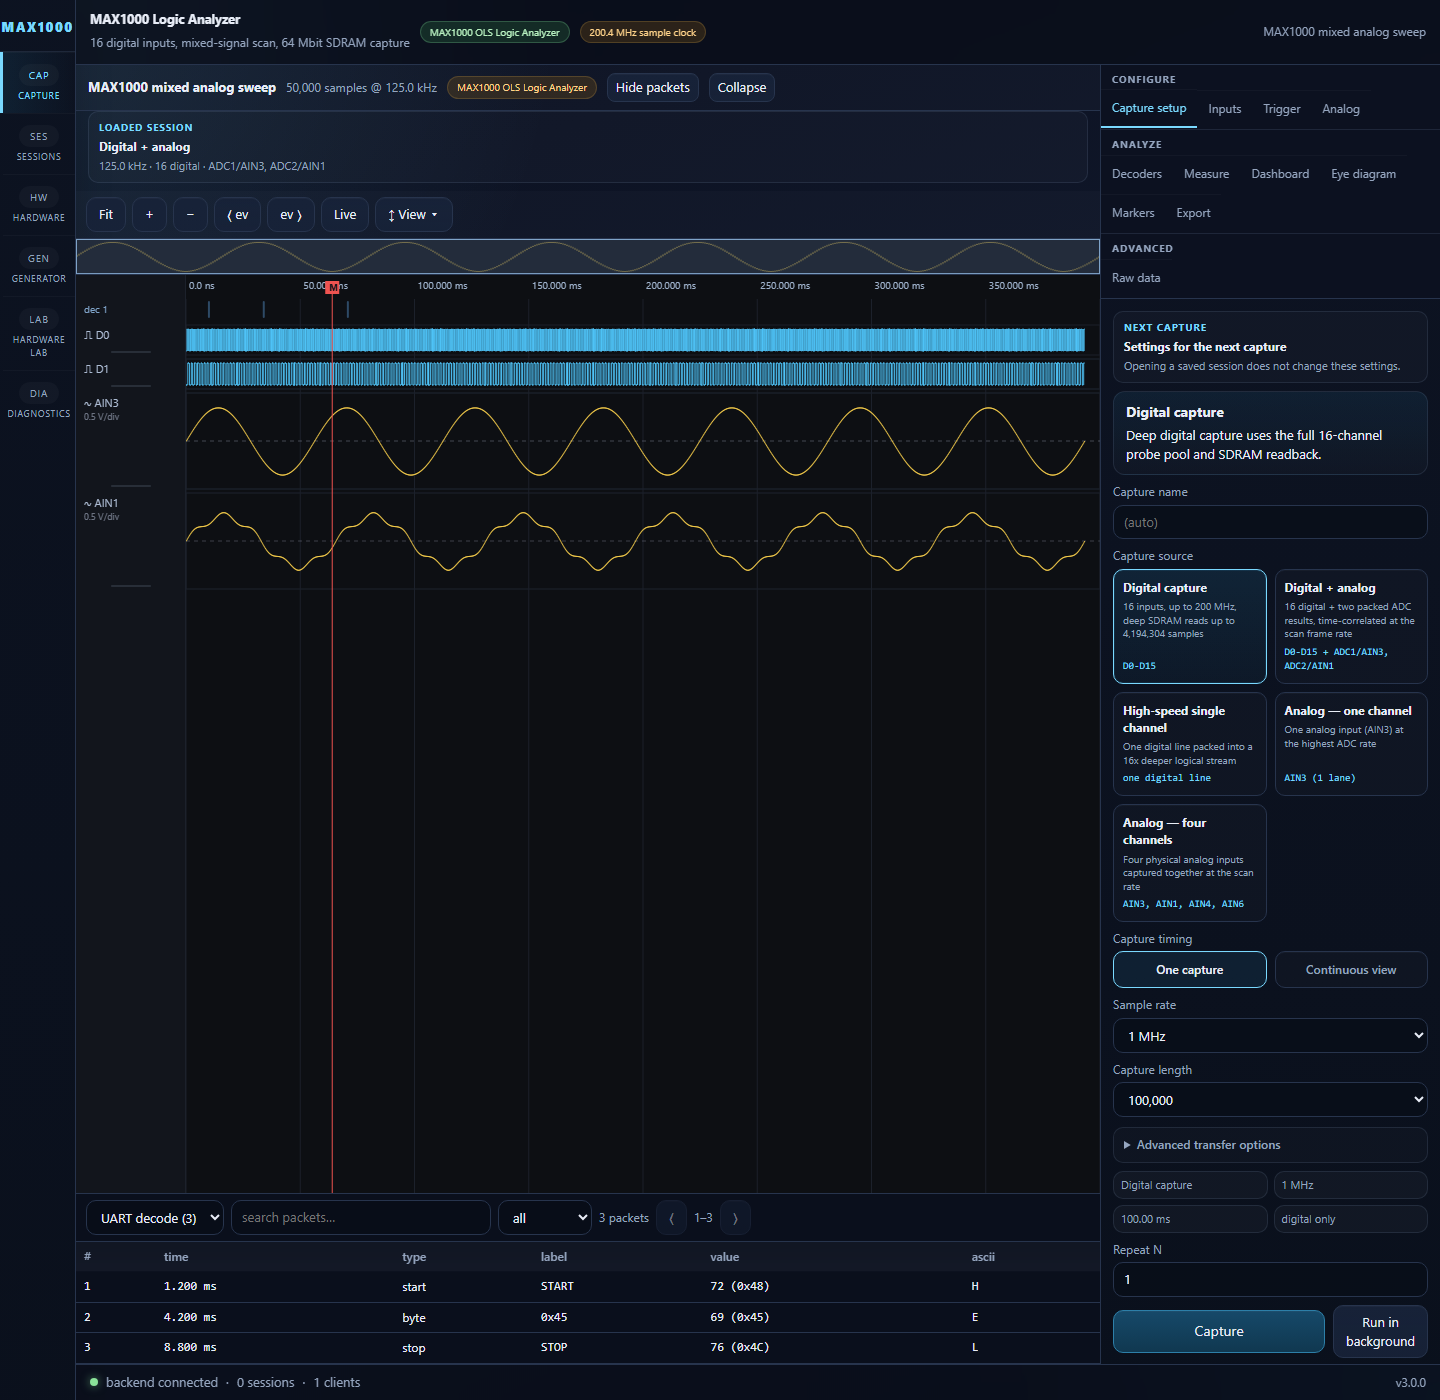 MAX1000
CAP
CAPTURE
SES
SESSIONS
HW
HARDWARE
GEN
GENERATOR
LAB
HARDWARE
LAB
DIA
DIAGNOSTICS
MAX1000 Logic Analyzer
16 digital inputs, mixed-signal scan, 64 Mbit SDRAM capture
MAX1000 OLS Logic Analyzer
200.4 MHz sample clock
MAX1000 mixed analog sweep
MAX1000 mixed analog sweep
50,000 samples @ 125.0 kHz
MAX1000 OLS Logic Analyzer
Hide packets
Collapse
LOADED SESSION
Digital + analog
125.0 kHz · 16 digital · ADC1/AIN3, ADC2/AIN1
Fit
+
−
⟨ ev
ev ⟩
Live
↕ View ▾
0.0 ns
50.000 ms
M
100.000 ms
150.000 ms
200.000 ms
250.000 ms
300.000 ms
350.000 ms
dec 1
⎍ D0
⎍ D1
∿ AIN3
0.5 V/div
∿ AIN1
0.5 V/div
UART decode (3)
search packets...
all
3 packets
⟨
1–3
⟩
# time type label value ascii
1 1.200 ms start START 72 (0x48) H
2 4.200 ms byte 0x45 69 (0x45) E
3 8.800 ms stop STOP 76 (0x4C) L
backend connected · 0 sessions · 1 clients
v3.0.0
CONFIGURE
Capture setup
Inputs
Trigger
Analog
ANALYZE
Decoders
Measure
Dashboard
Eye diagram
Markers
Export
ADVANCED
Raw data
NEXT CAPTURE
Settings for the next capture
Opening a saved session does not change these settings.
Digital capture
Deep digital capture uses the full 16-channel
probe pool and SDRAM readback.
Capture name
(auto)
Capture source
Digital capture
16 inputs, up to 200 MHz,
deep SDRAM reads up to
4,194,304 samples
D0-D15
Digital + analog
16 digital + two packed ADC
results, time-correlated at the
scan frame rate
D0-D15 + ADC1/AIN3,
ADC2/AIN1
High-speed single
channel
One digital line packed into a
16x deeper logical stream
one digital line
Analog — one channel
One analog input (AIN3) at
the highest ADC rate
AIN3 (1 lane)
Analog — four
channels
Four physical analog inputs
captured together at the scan
rate
AIN3, AIN1, AIN4, AIN6
Capture timing
One capture
Continuous view
Sample rate
1 MHz
Capture length
100,000
▶ Advanced transfer options
Digital capture
1 MHz
100.00 ms
digital only
Repeat N
1
Capture
Run in
background